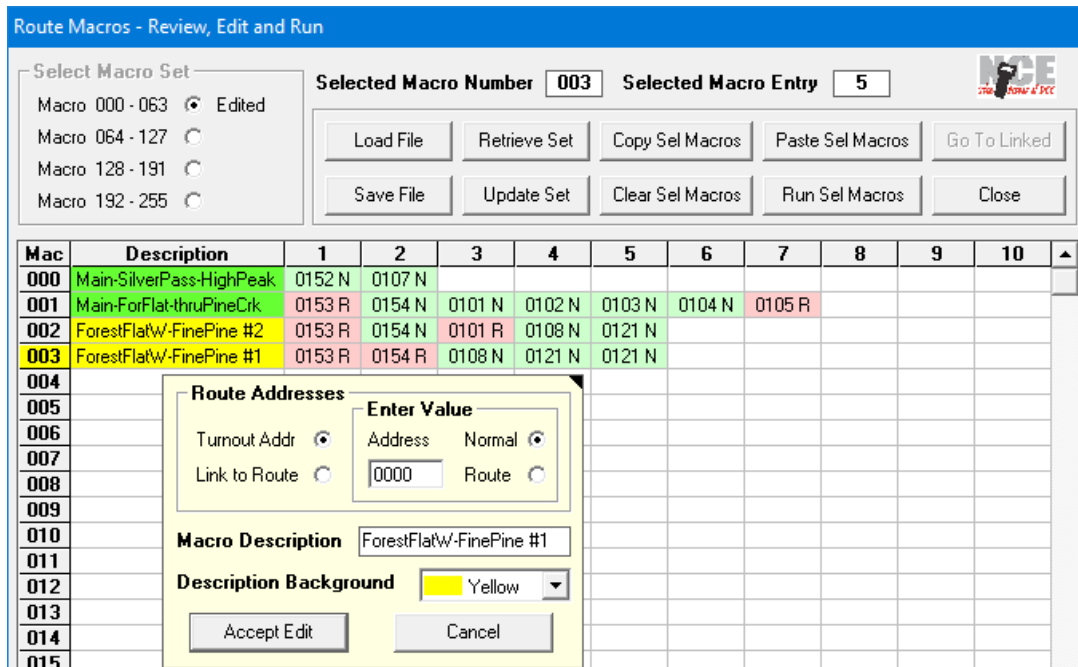 Route Macros - Review, Edit and Run
Select Macro Set
Macro 000 - 063 Edited
Macro 064 - 127
Macro 128 - 191
Macro 192 - 255
Selected Macro Number 003 Selected Macro Entry 5
NCE
Load File Retrieve Set Copy Sel Macros Paste Sel Macros Go To Linked
Save File Update Set Clear Sel Macros Run Sel Macros Close
Mac Description 1 2 3 4 5 6 7 8 9 10
000 Main-SilverPass-HighPeak 0152 N 0107 N
001 Main-ForFlat-thruPineCrk 0153 R 0154 N 0101 N 0102 N 0103 N 0104 N 0105 R
002 ForestFlatW-FinePine #2 0153 R 0154 N 0101 R 0108 N 0121 N
003 ForestFlatW-FinePine #1 0153 R 0154 R 0108 N 0121 N 0121 N
004
005
006
007
008
009
010
011
012
013
014
015
Route Addresses
Enter Value
Turnout Addr Address Normal
Link to Route 0000 Route
Macro Description ForestFlatW-FinePine #1
Description Background Yellow
Accept Edit Cancel